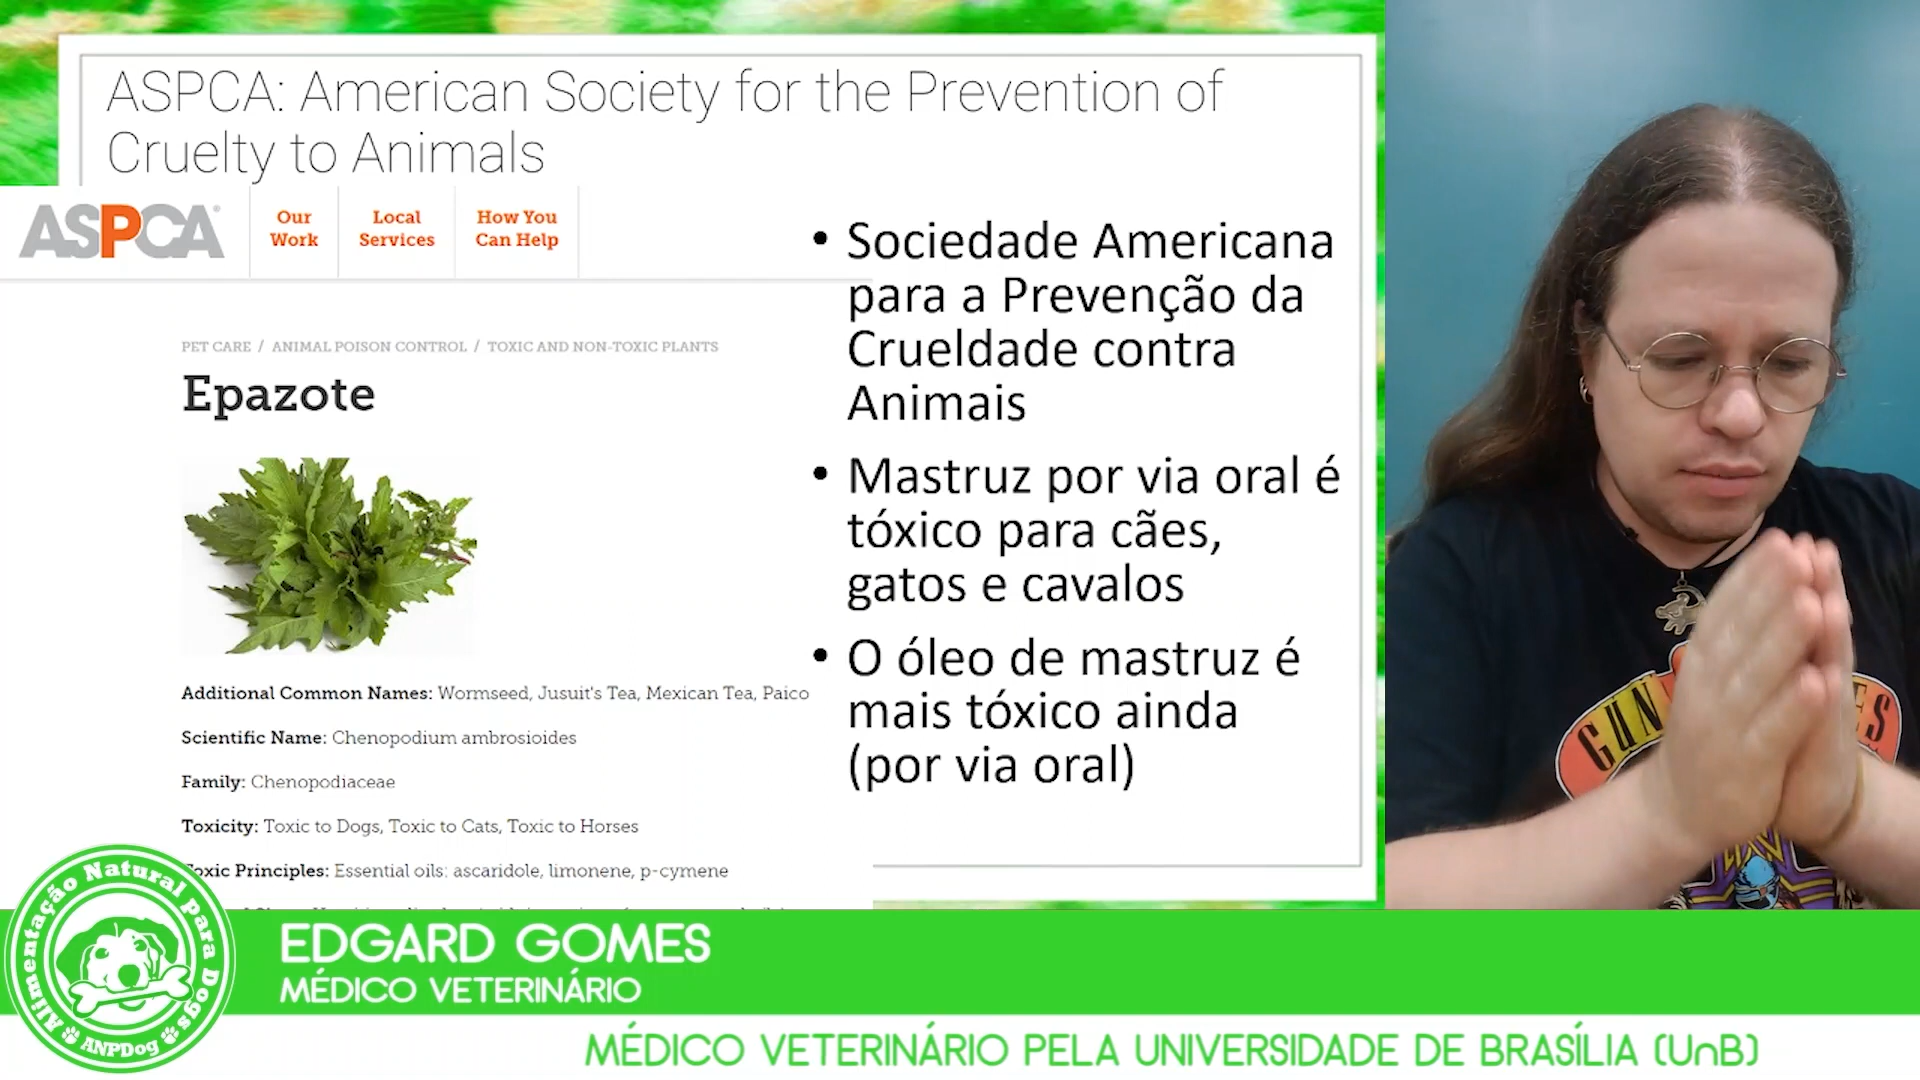 ASPCA: American Society for the Prevention of
Cruelty to Animals
ASPCA®
Our
Work
Local
Services
How You
Can Help
PET CARE / ANIMAL POISON CONTROL / TOXIC AND NON-TOXIC PLANTS
Epazote
Additional Common Names: Wormseed, Jusuit's Tea, Mexican Tea, Paico
Scientific Name: Chenopodium ambrosioides
Family: Chenopodiaceae
Toxicity: Toxic to Dogs, Toxic to Cats, Toxic to Horses
Toxic Principles: Essential oils: ascaridole, limonene, p-cymene
• Sociedade Americana
para a Prevenção da
Crueldade contra
Animais
• Mastruz por via oral é
tóxico para cães,
gatos e cavalos
• O óleo de mastruz é
mais tóxico ainda
(por via oral)
GUN ES
Alimentação Natural para Dogs
ANPDog
EDGARD GOMES
MÉDICO VETERINÁRIO
MÉDICO VETERINÁRIO PELA UNIVERSIDADE DE BRASÍLIA (UnB)